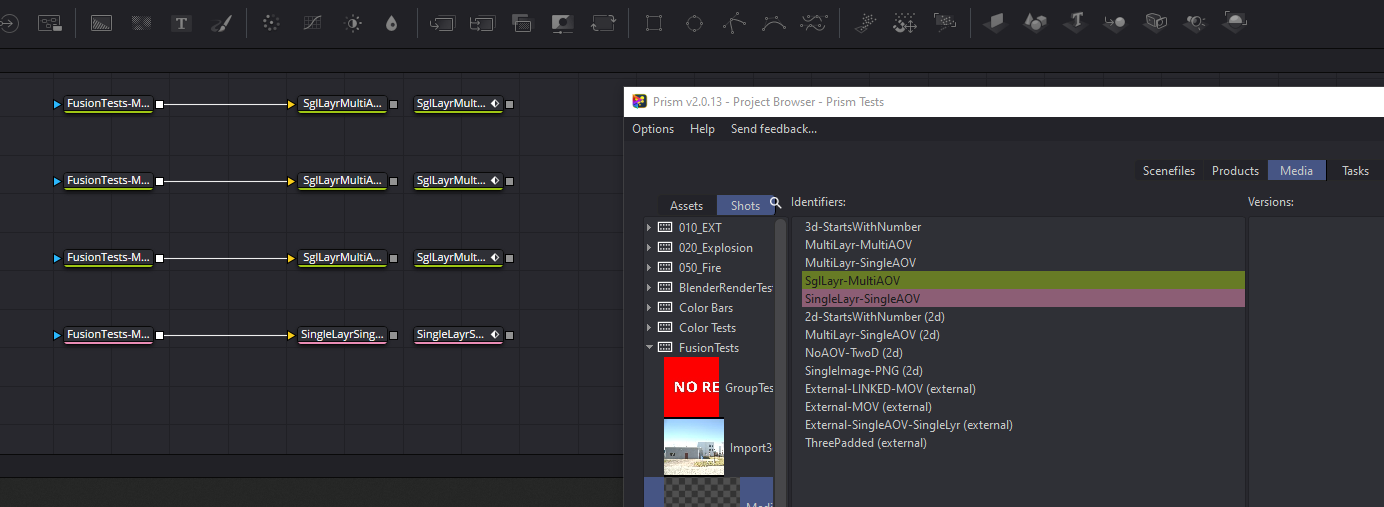 T
T
FusionTests-M...
SglLayrMultiA...
SglLayrMult...
FusionTests-M...
SglLayrMultiA...
SglLayrMult...
FusionTests-M...
SglLayrMultiA...
SglLayrMult...
FusionTests-M...
SingleLayrSing...
SingleLayrS...
Prism v2.0.13 - Project Browser - Prism Tests
Options Help Send feedback...
Scenefiles Products Media Tasks
Assets Shots
010_EXT
020_Explosion
050_Fire
BlenderRenderTest
Color Bars
Color Tests
FusionTests
NO RE
GroupTes
Import3
Medi
Identifiers:
3d-StartsWithNumber
MultiLayr-MultiAOV
MultiLayr-SingleAOV
SglLayr-MultiAOV
SingleLayr-SingleAOV
2d-StartsWithNumber (2d)
MultiLayr-SingleAOV (2d)
NoAOV-TwoD (2d)
SingleImage-PNG (2d)
External-LINKED-MOV (external)
External-MOV (external)
External-SingleAOV-SingleLyr (external)
ThreePadded (external)
Versions: